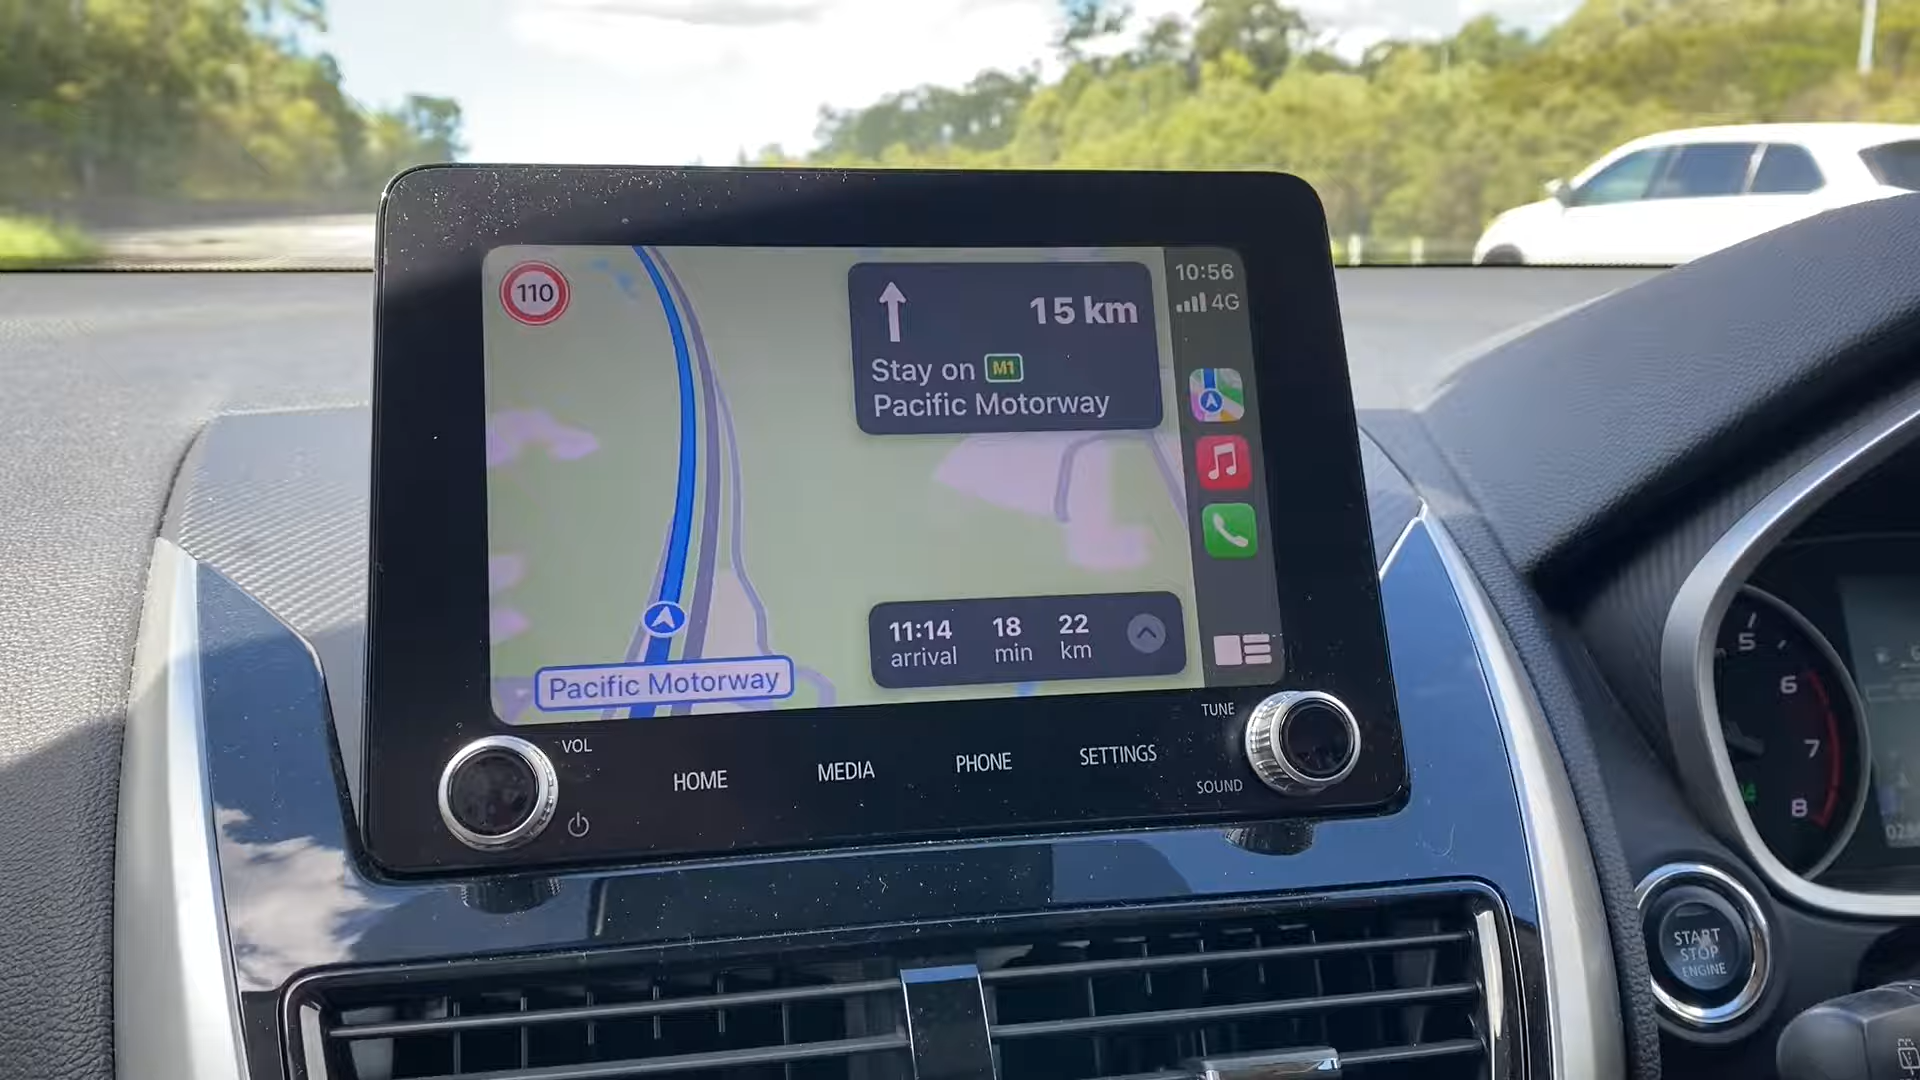 110
15 km
Stay on M1
Pacific Motorway
10:56
4G
11:14 18 22
arrival min km
Pacific Motorway
VOL
HOME
MEDIA
PHONE
SETTINGS
TUNE
SOUND
5
6
7
8
START
STOP
ENGINE